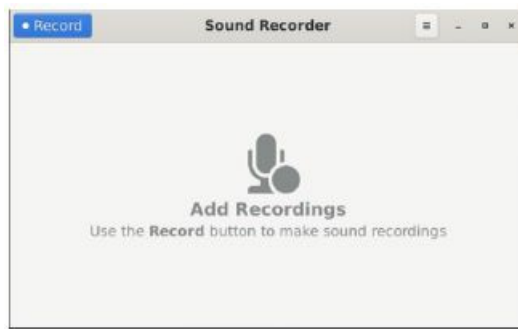 Record
Sound Recorder
Add Recordings
Use the Record button to make sound recordings